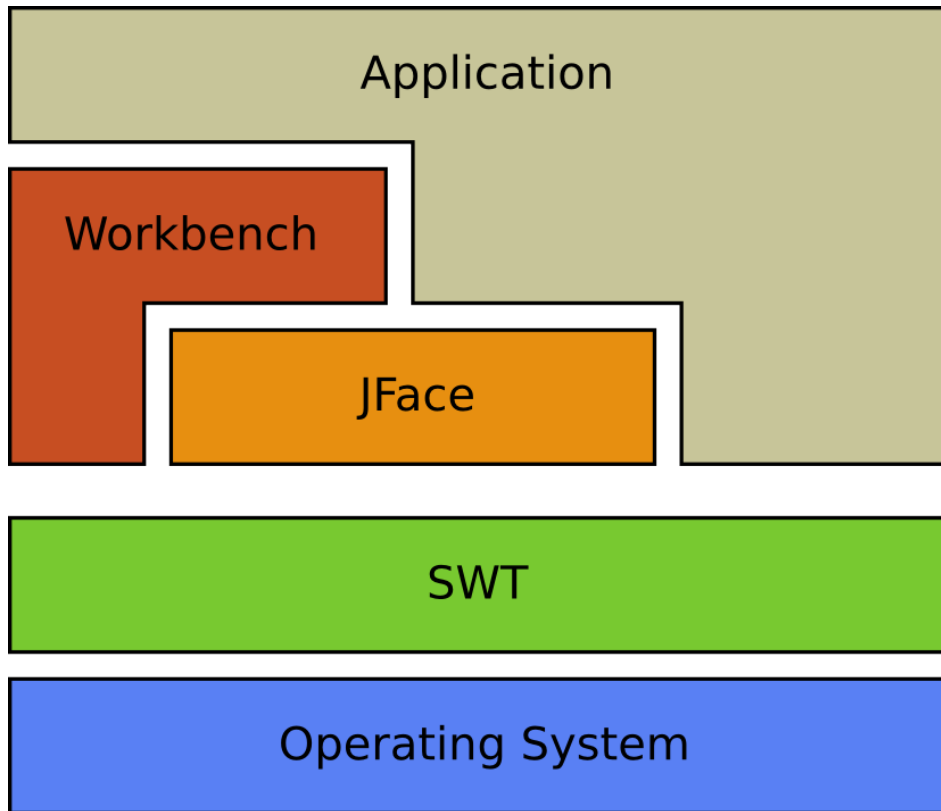 Application
Workbench
JFace
SWT
Operating System